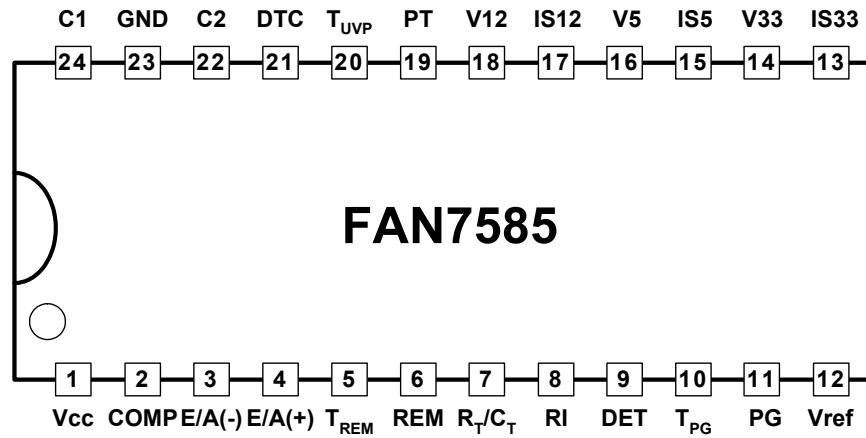 C1 GND C2 DTC T_UVP PT V12 IS12 V5 IS5 V33 IS33
24 23 22 21 20 19 18 17 16 15 14 13
FAN7585
1 2 3 4 5 6 7 8 9 10 11 12
Vcc COMP E/A(-) E/A(+) T_REM REM R_T/C_T RI DET T_PG PG Vref